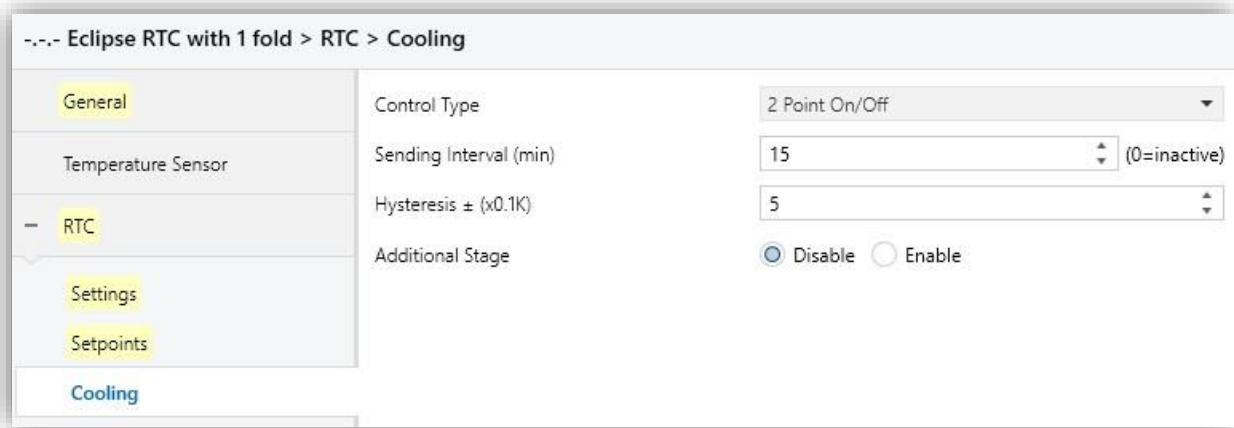 -.-.- Eclipse RTC with 1 fold > RTC > Cooling
General
Temperature Sensor
− RTC
Settings
Setpoints
Cooling
Control Type 2 Point On/Off
Sending Interval (min) 15 (0=inactive)
Hysteresis ± (x0.1K) 5
Additional Stage Disable Enable